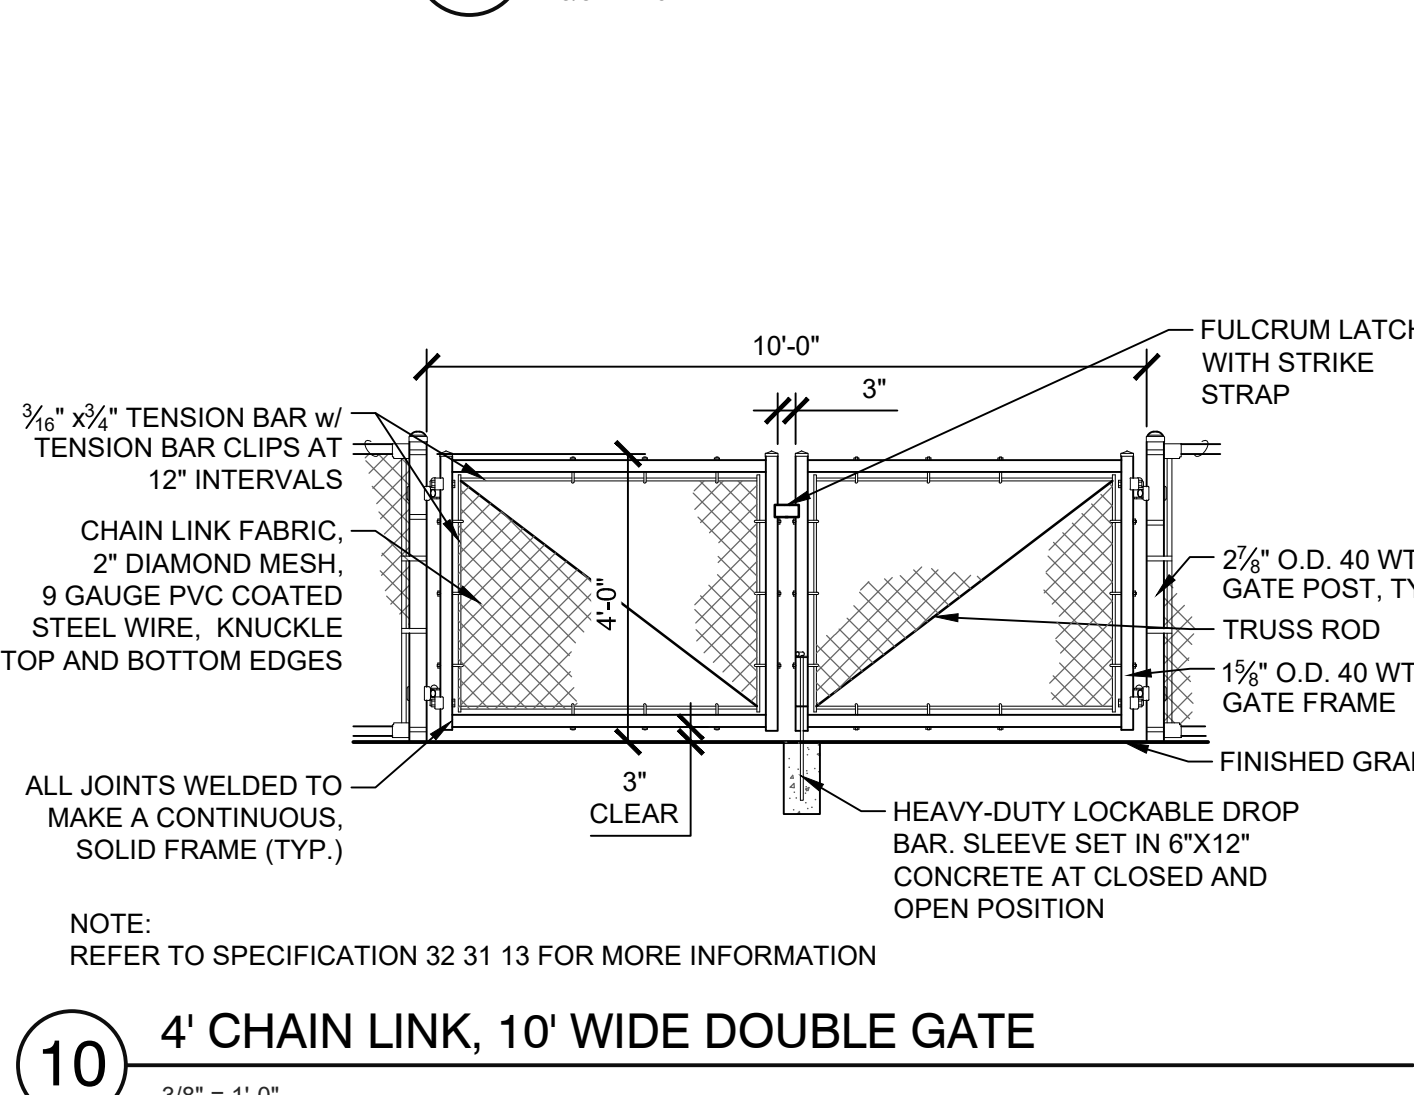 10'-0"
3"
FULCRUM LATCH
WITH STRIKE
STRAP
3/16" x3/4" TENSION BAR w/
TENSION BAR CLIPS AT
12" INTERVALS
CHAIN LINK FABRIC,
2" DIAMOND MESH,
9 GAUGE PVC COATED
STEEL WIRE, KNUCKLE
TOP AND BOTTOM EDGES
4'-0"
2 7/8" O.D. 40 WT
GATE POST,
TRUSS ROD
1 5/8" O.D. 40 WT
GATE FRAME
FINISHED
ALL JOINTS WELDED TO
MAKE A CONTINUOUS,
SOLID FRAME (TYP.)
3"
CLEAR
HEAVY-DUTY LOCKABLE DROP
BAR. SLEEVE SET IN 6"X12"
CONCRETE AT CLOSED AND
OPEN POSITION
NOTE:
REFER TO SPECIFICATION 32 31 13 FOR MORE INFORMATION
10
4' CHAIN LINK, 10' WIDE DOUBLE GATE
3/8" = 1'-0"